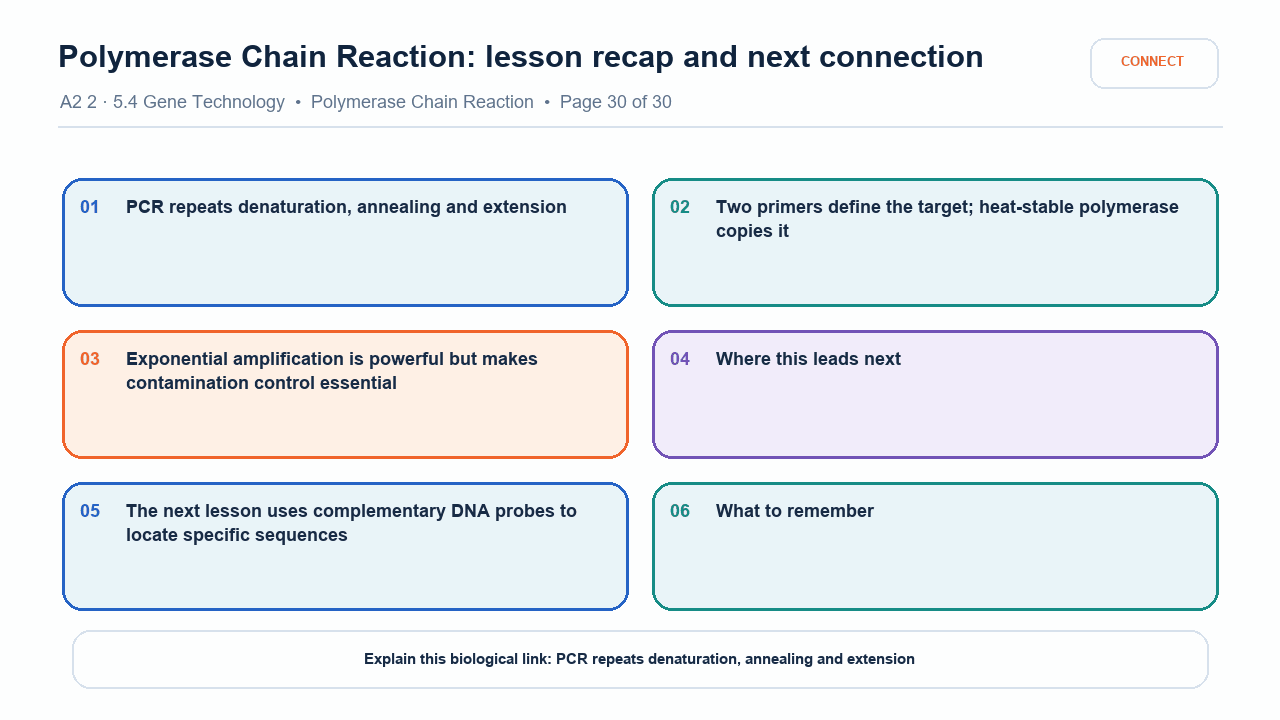 Polymerase Chain Reaction: lesson recap and next connection
CONNECT
A2 2 · 5.4 Gene Technology • Polymerase Chain Reaction • Page 30 of 30
01 PCR repeats denaturation, annealing and extension
02 Two primers define the target; heat-stable polymerase
copies it
03 Exponential amplification is powerful but makes
contamination control essential
04 Where this leads next
05 The next lesson uses complementary DNA probes to
locate specific sequences
06 What to remember
Explain this biological link: PCR repeats denaturation, annealing and extension